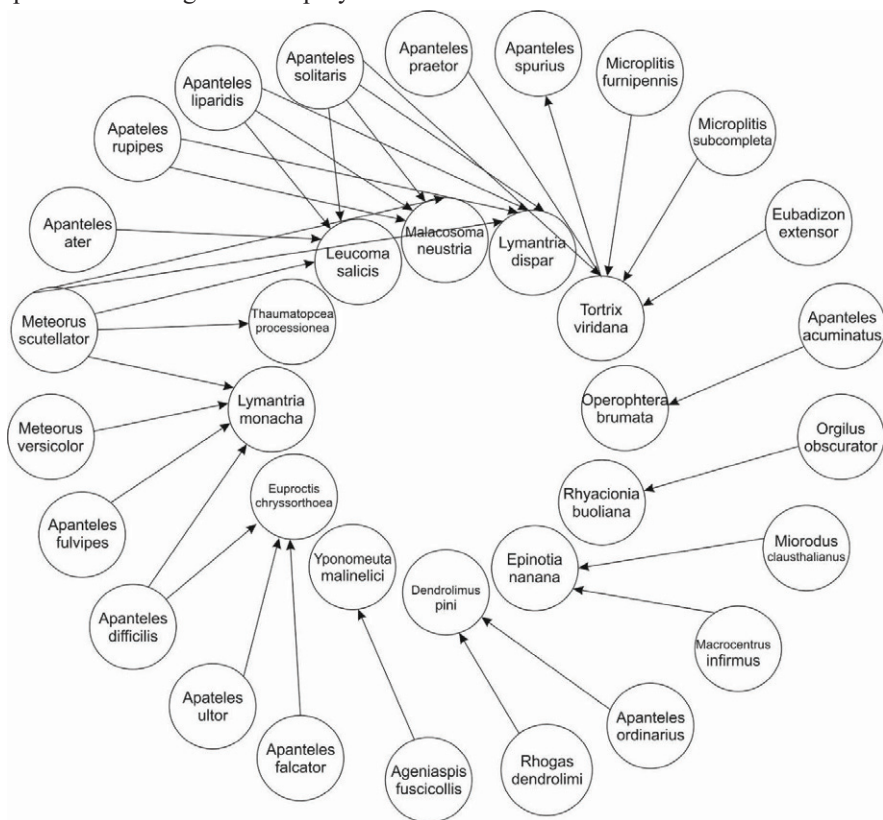 Apanteles
solitaris
Apanteles
praetor
Apanteles
spurius
Microplitis
furnipennis
Apanteles
liparidis
Microplitis
subcompleta
Apateles
rupipes
Eubadizon
extensor
Apanteles
ater
Leucoma
salicis
Malacosoma
neustria
Lymantria
dispar
Tortrix
viridana
Meteorus
scutellator
Thaumatopcea
processionea
Apanteles
acuminatus
Lymantria
monacha
Operophtera
brumata
Meteorus
versicolor
Orgilus
obscurator
Euproctis
chryssorthoea
Rhyacionia
buoliana
Apanteles
fulvipes
Yponomeuta
malinelici
Epinotia
nanana
Miorodus
clausthalianus
Dendrolimus
pini
Apanteles
difficilis
Macrocentrus
infirmus
Apateles
ultor
Apanteles
ordinarius
Apanteles
falcator
Ageniaspis
fuscicollis
Rhogas
dendrolimi